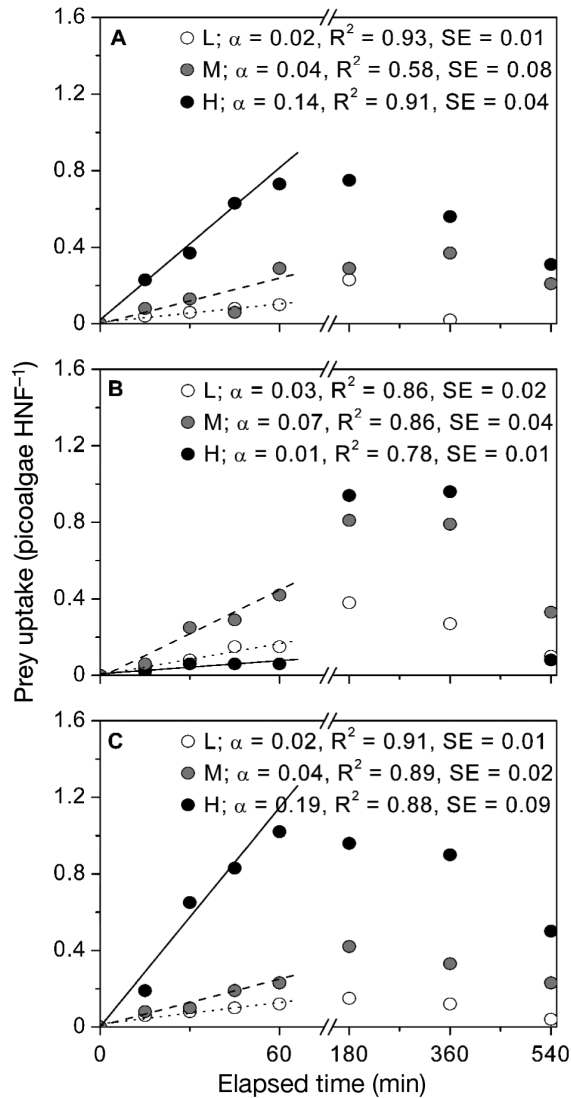 A
L; α = 0.02, R² = 0.93, SE = 0.01
M; α = 0.04, R² = 0.58, SE = 0.08
H; α = 0.14, R² = 0.91, SE = 0.04
1.6
1.2
0.8
0.4
0
B
L; α = 0.03, R² = 0.86, SE = 0.02
M; α = 0.07, R² = 0.86, SE = 0.04
H; α = 0.01, R² = 0.78, SE = 0.01
1.6
1.2
0.8
0.4
0
Prey uptake (picoalgae HNF⁻¹)
C
L; α = 0.02, R² = 0.91, SE = 0.01
M; α = 0.04, R² = 0.89, SE = 0.02
H; α = 0.19, R² = 0.88, SE = 0.09
1.6
1.2
0.8
0.4
0
0 60 180 360 540
Elapsed time (min)